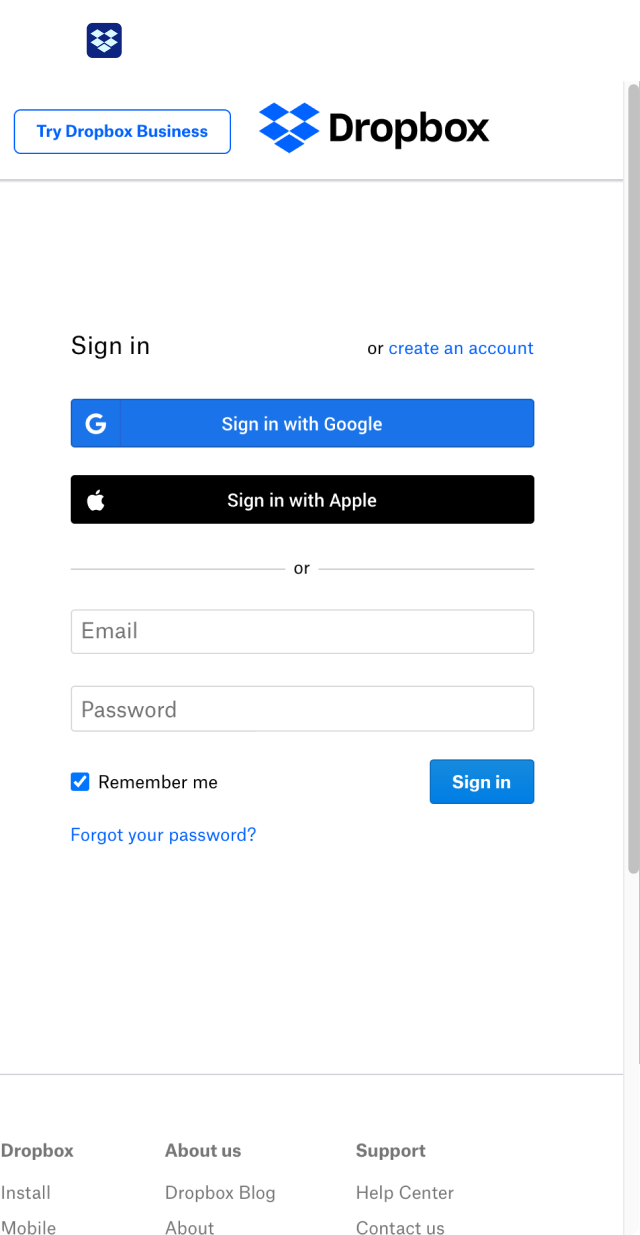 Try Dropbox Business
Dropbox
Sign in
or create an account
Sign in with Google
Sign in with Apple
or
Email
Password
Remember me
Sign in
Forgot your password?
Dropbox About us Support
Install Dropbox Blog Help Center
Mobile About Contact us